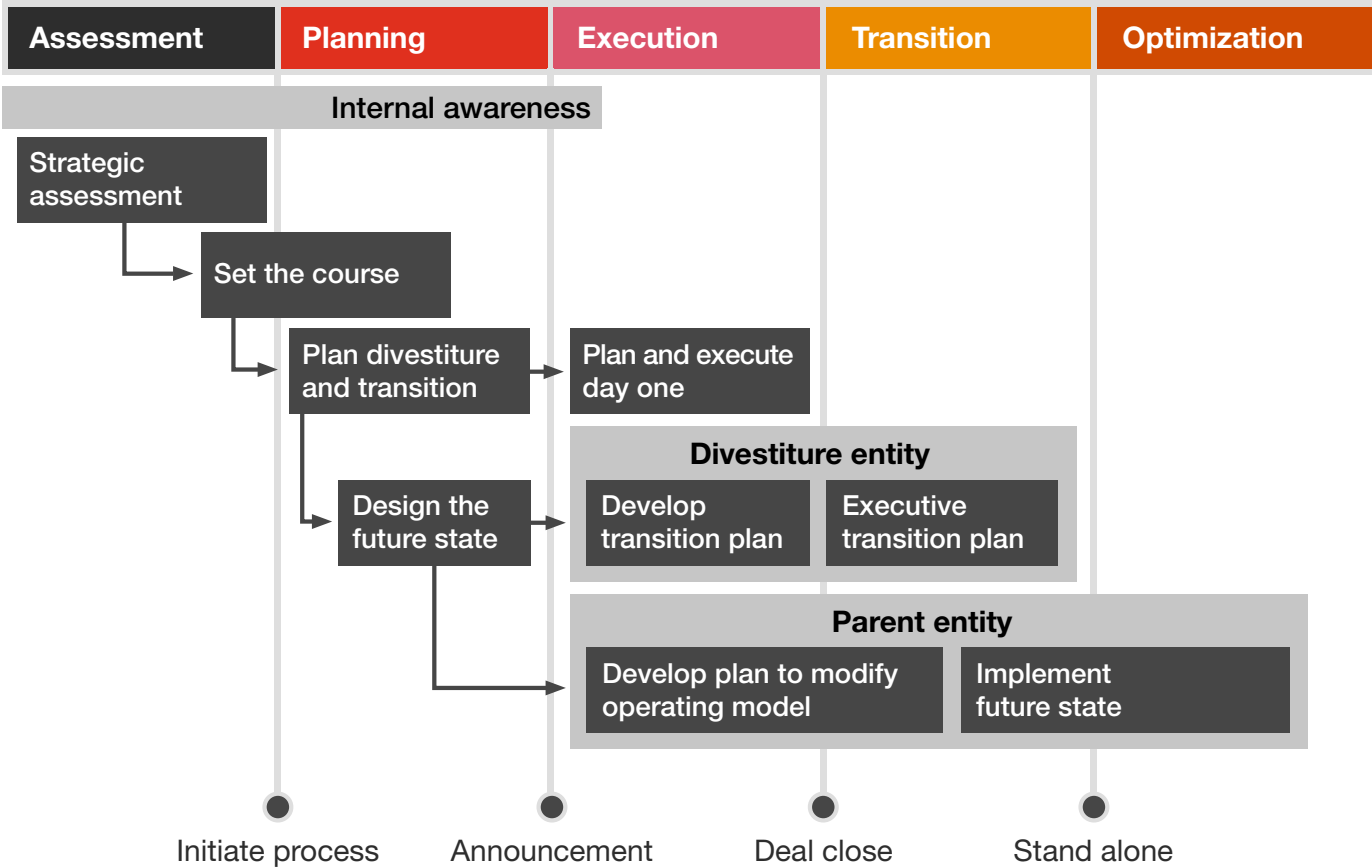 Assessment
Planning
Execution
Transition
Optimization
Internal awareness
Strategic
assessment
Set the course
Plan divestiture
and transition
Plan and execute
day one
Divestiture entity
Design the
future state
Develop
transition plan
Executive
transition plan
Parent entity
Develop plan to modify
operating model
Implement
future state
Initiate process
Announcement
Deal close
Stand alone